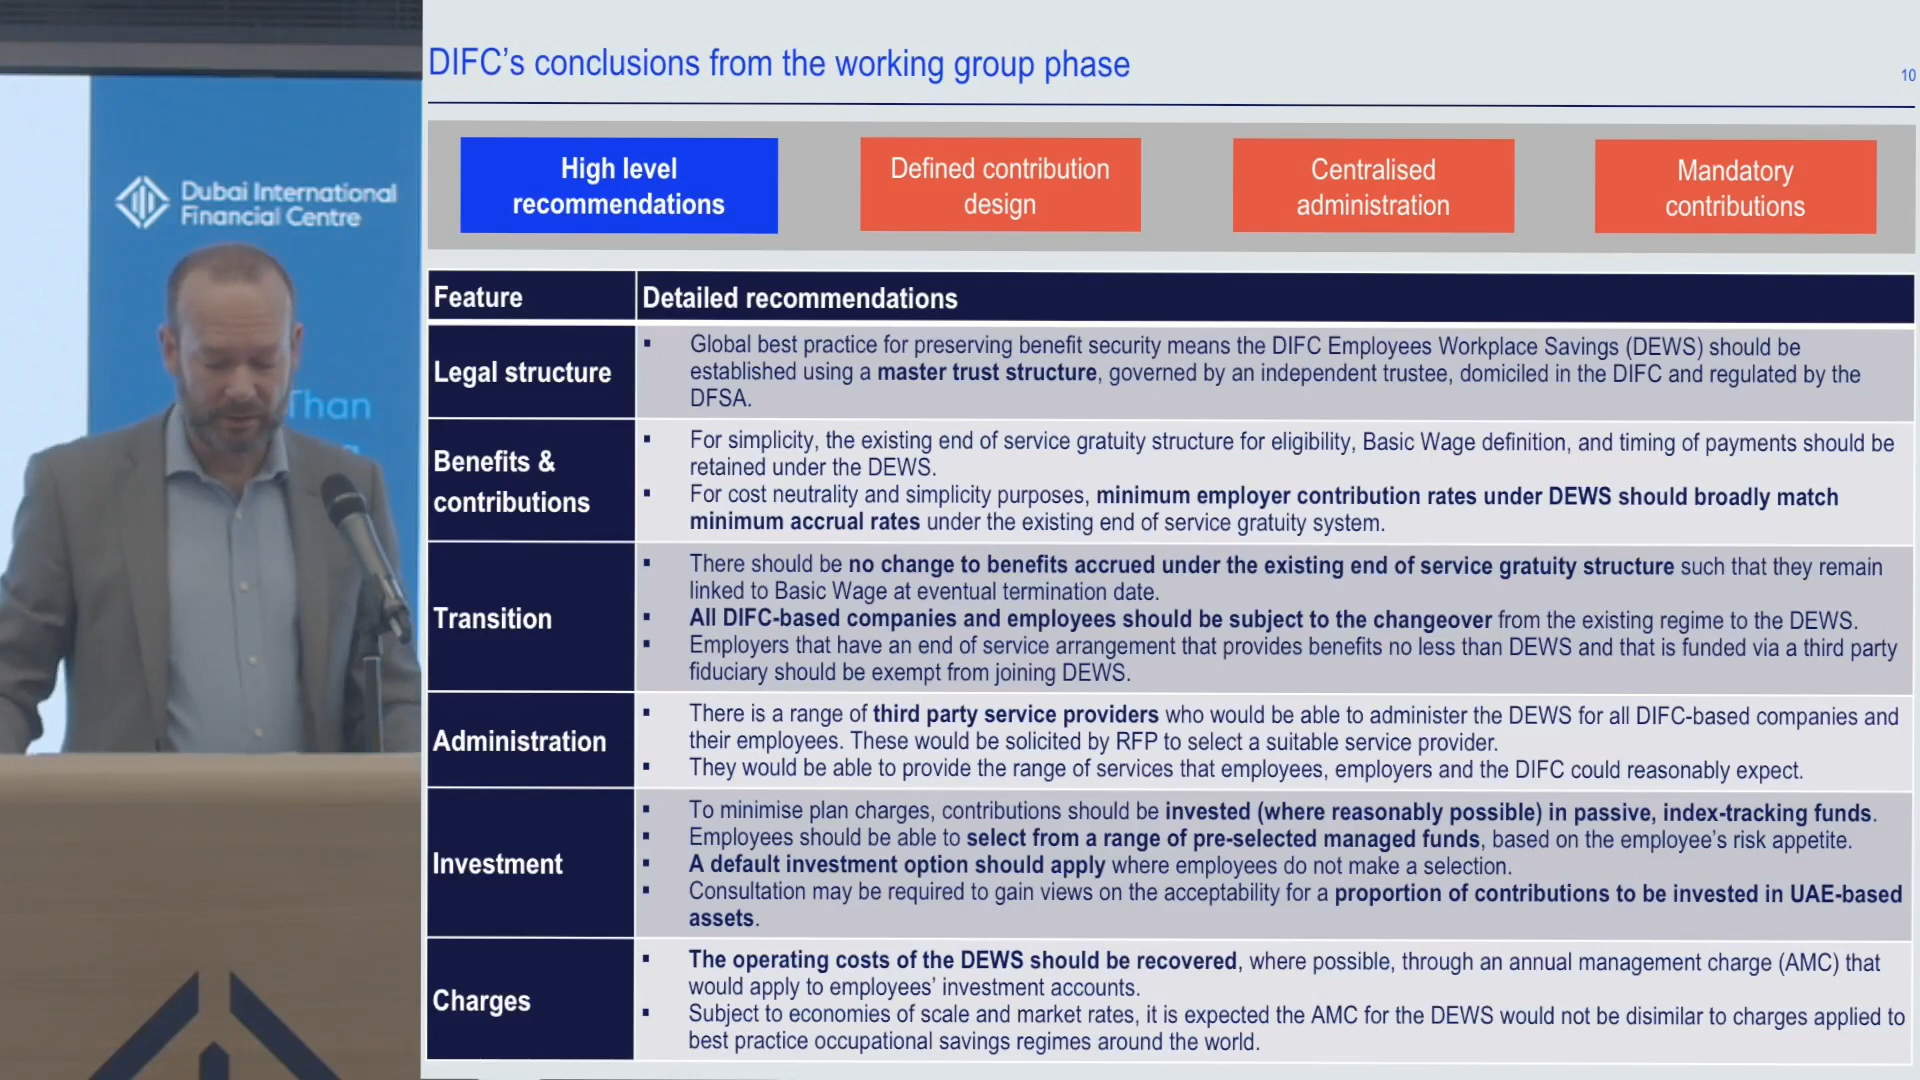 DIFC's conclusions from the working group phase
10
High level
recommendations
Defined contribution
design
Centralised
administration
Mandatory
contributions
Dubai International
Financial Centre
Than
Feature
Detailed recommendations
Legal structure
▪ Global best practice for preserving benefit security means the DIFC Employees Workplace Savings (DEWS) should be
established using a master trust structure, governed by an independent trustee, domiciled in the DIFC and regulated by the
DFSA.
Benefits &
contributions
▪ For simplicity, the existing end of service gratuity structure for eligibility, Basic Wage definition, and timing of payments should be
retained under the DEWS.
▪ For cost neutrality and simplicity purposes, minimum employer contribution rates under DEWS should broadly match
minimum accrual rates under the existing end of service gratuity system.
Transition
▪ There should be no change to benefits accrued under the existing end of service gratuity structure such that they remain
linked to Basic Wage at eventual termination date.
▪ All DIFC-based companies and employees should be subject to the changeover from the existing regime to the DEWS.
▪ Employers that have an end of service arrangement that provides benefits no less than DEWS and that is funded via a third party
fiduciary should be exempt from joining DEWS.
Administration
▪ There is a range of third party service providers who would be able to administer the DEWS for all DIFC-based companies and
their employees. These would be solicited by RFP to select a suitable service provider.
▪ They would be able to provide the range of services that employees, employers and the DIFC could reasonably expect.
Investment
▪ To minimise plan charges, contributions should be invested (where reasonably possible) in passive, index-tracking funds.
▪ Employees should be able to select from a range of pre-selected managed funds, based on the employee's risk appetite.
▪ A default investment option should apply where employees do not make a selection.
▪ Consultation may be required to gain views on the acceptability for a proportion of contributions to be invested in UAE-based
assets.
Charges
▪ The operating costs of the DEWS should be recovered, where possible, through an annual management charge (AMC) that
would apply to employees' investment accounts.
▪ Subject to economies of scale and market rates, it is expected the AMC for the DEWS would not be disimilar to charges applied to
best practice occupational savings regimes around the world.